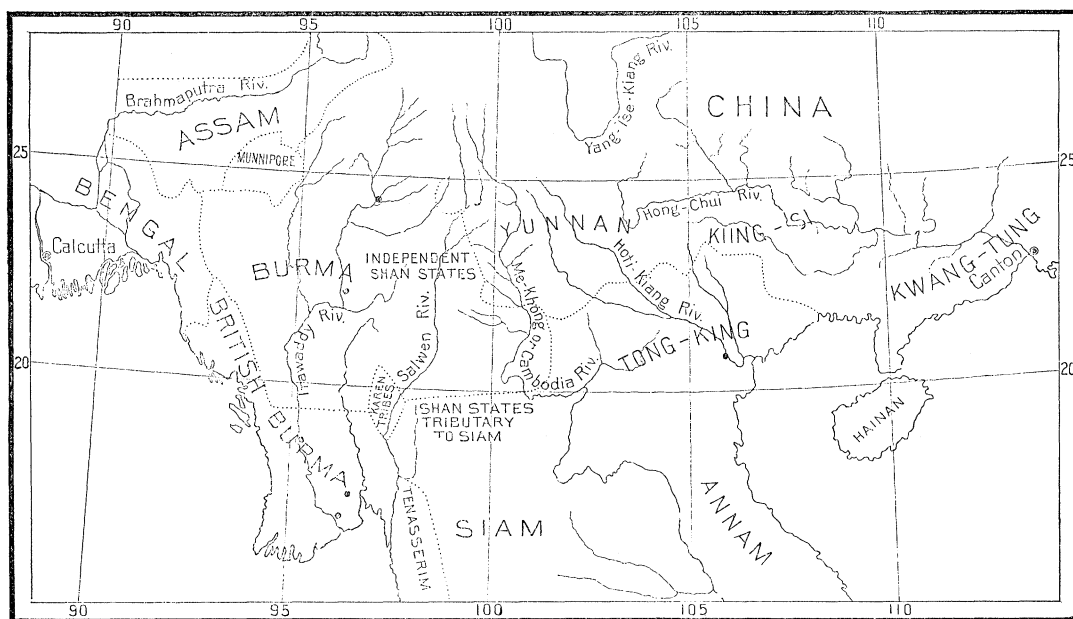 90
95
100
105
110
Brahmaputra Riv.
ASSAM
MUNNIPORE
Yang-tse-Kiang Riv.
CHINA
25
25
BENGAL
Calcutta
YUNNAN
Hong-Chui Riv.
KIING-SI
KWANG-TUNG
Canton
BURMA
INDEPENDENT
SHAN STATES
Me-Khong or Cambodia Riv.
Hoti-Kiang Riv.
BRITISH BURMA
Irrawaddy Riv.
Salwen Riv.
TONG-KING
20
20
KAREN
TRIBES
SHAN STATES
TRIBUTARY
TO SIAM
HAINAN
TENASSERIM
SIAM
ANNAM
90
95
100
105
110